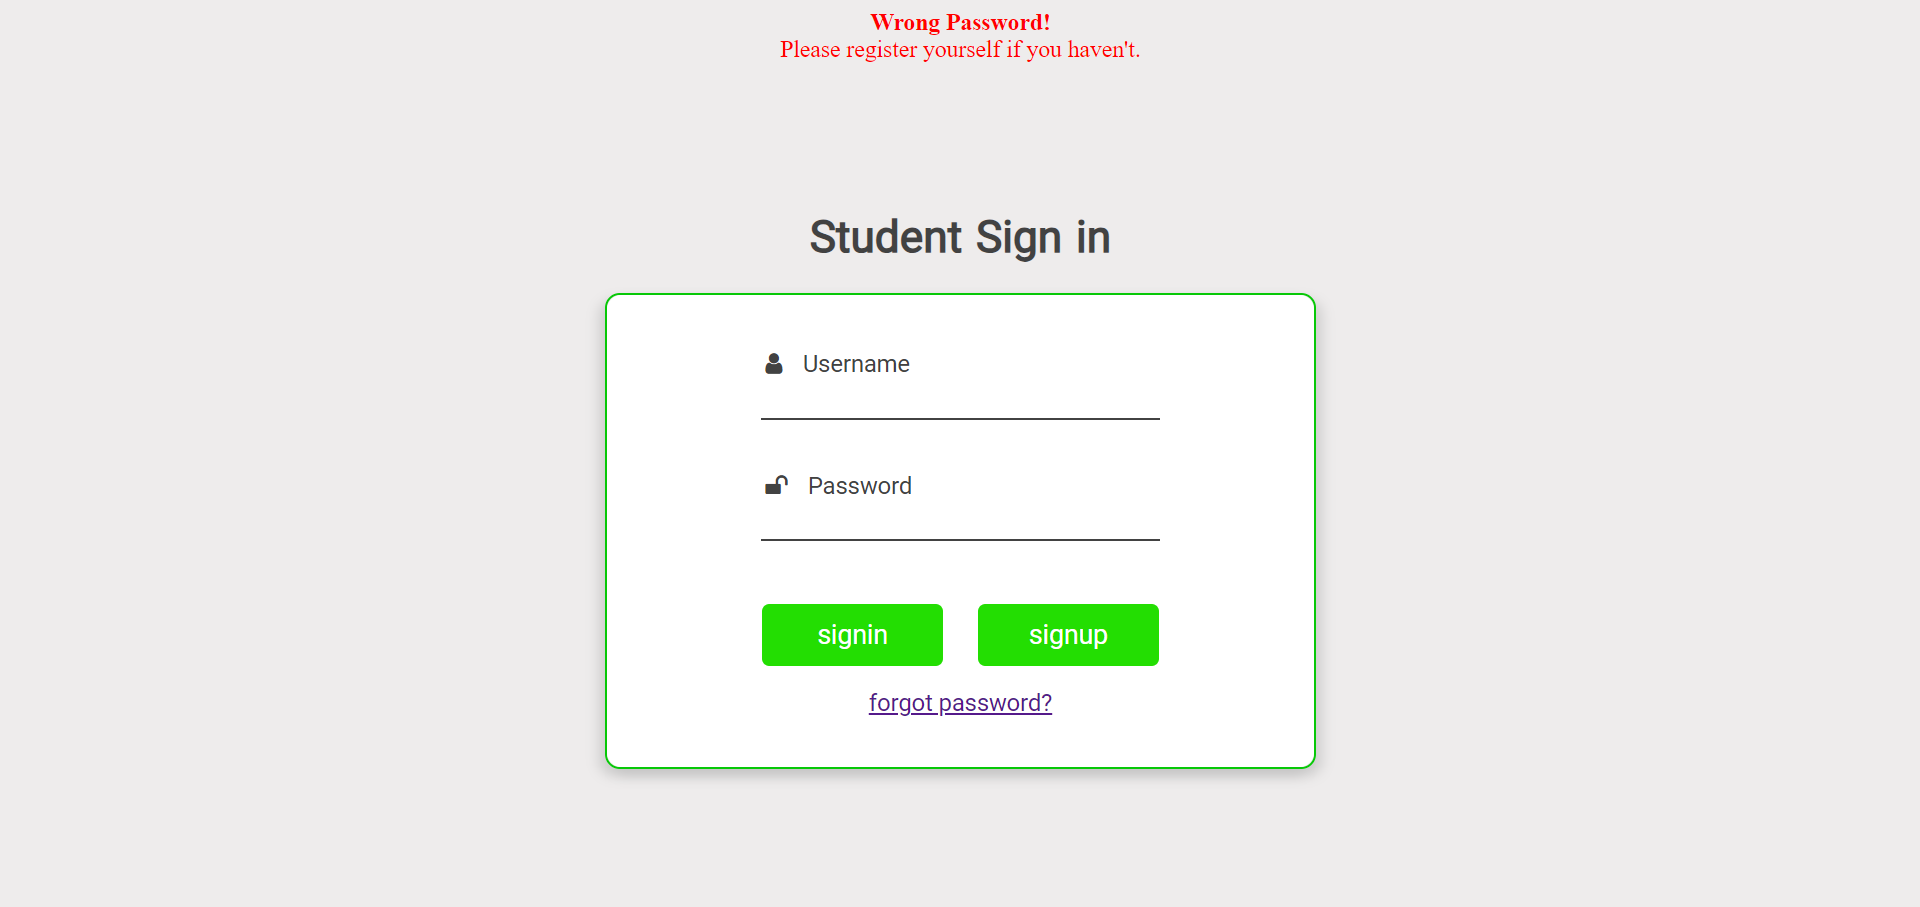 Wrong Password!
Please register yourself if you haven't.
Student Sign in
Username
Password
signin
signup
forgot password?